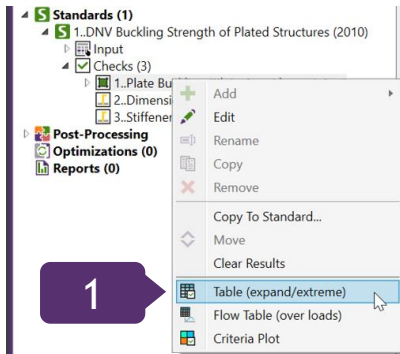 Standards (1)
1..DNV Buckling Strength of Plated Structures (2010)
Input
Checks (3)
1..Plate Bu
2..Dimensi
3..Stiffener
Post-Processing
Optimizations (0)
Reports (0)
Add
Edit
Rename
Copy
Remove
Copy To Standard...
Move
Clear Results
1
Table (expand/extreme)
Flow Table (over loads)
Criteria Plot